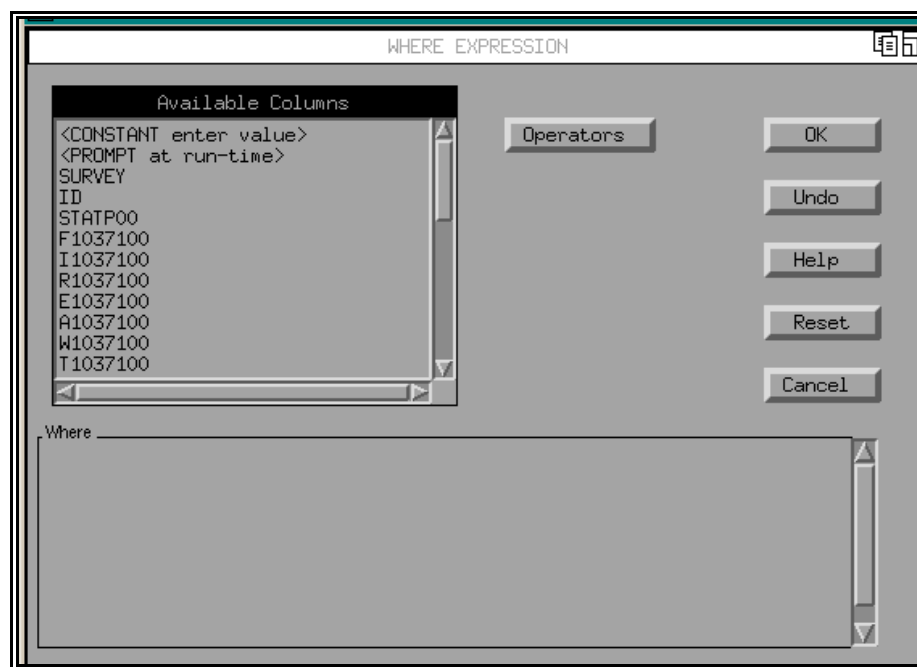 WHERE EXPRESSION
Available Columns
<CONSTANT enter value>
<PROMPT at run-time>
SURVEY
ID
STATP00
F1037100
I1037100
R1037100
E1037100
A1037100
W1037100
T1037100
Operators
OK
Undo
Help
Reset
Cancel
Where